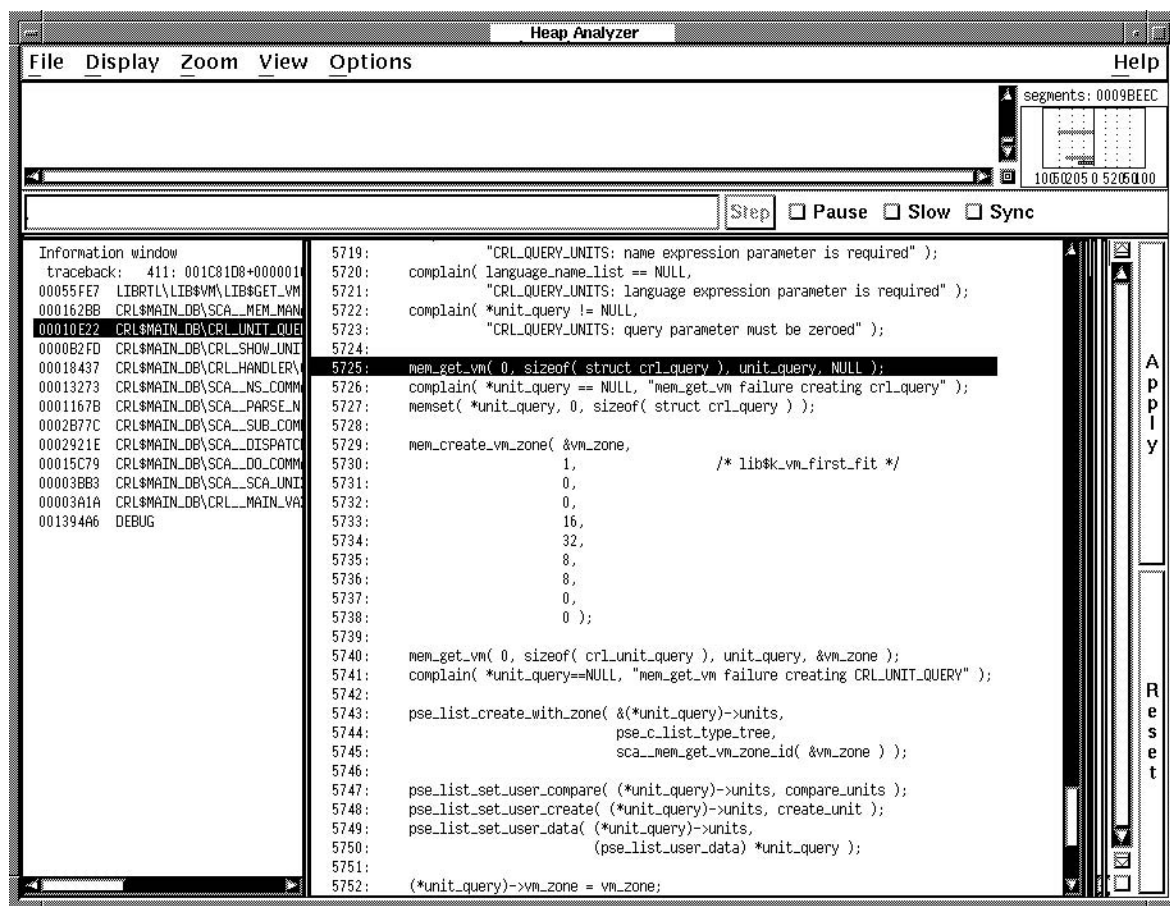 Heap Analyzer
File Display Zoom View Options Help
segments: 0009BEEC
Step Pause Slow Sync
Information window
traceback: 411: 001C81D8+000001
00055FE7 LIBRTL\LIB$VM\LIB$GET_VM
000162BB CRL$MAIN_DB\SCA__MEM_MAN
00010E22 CRL$MAIN_DB\CRL_UNIT_QUE
0000B2FD CRL$MAIN_DB\CRL_SHOW_UNI
00018437 CRL$MAIN_DB\CRL_HANDLER\
00013273 CRL$MAIN_DB\SCA__NS_COMM
0001167B CRL$MAIN_DB\SCA__PARSE_N
0002B77C CRL$MAIN_DB\SCA__SUB_COM
0002921E CRL$MAIN_DB\SCA__DISPATC
00015C79 CRL$MAIN_DB\SCA__DO_COMM
00003BB3 CRL$MAIN_DB\SCA__SCA_UNI
00003A1A CRL$MAIN_DB\CRL__MAIN_VA
001394A6 DEBUG
5719: "CRL_QUERY_UNITS: name expression parameter is required" );
5720: complain( language_name_list == NULL,
5721: "CRL_QUERY_UNITS: language expression parameter is required" );
5722: complain( *unit_query != NULL,
5723: "CRL_QUERY_UNITS: query parameter must be zeroed" );
5724:
5725: mem_get_vm( 0, sizeof( struct crl_query ), unit_query, NULL );
5726: complain( *unit_query == NULL, "mem_get_vm failure creating crl_query" );
5727: memset( *unit_query, 0, sizeof( struct crl_query ) );
5728:
5729: mem_create_vm_zone( &vm_zone,
5730: 1, /* lib$k_vm_first_fit */
5731: 0,
5732: 0,
5733: 16,
5734: 32,
5735: 8,
5736: 8,
5737: 0,
5738: 0 );
5739:
5740: mem_get_vm( 0, sizeof( crl_unit_query ), unit_query, &vm_zone );
5741: complain( *unit_query==NULL, "mem_get_vm failure creating CRL_UNIT_QUERY" );
5742:
5743: pse_list_create_with_zone( &(*unit_query)->units,
5744: pse_c_list_type_tree,
5745: sca__mem_get_vm_zone_id( &vm_zone ) );
5746:
5747: pse_list_set_user_compare( (*unit_query)->units, compare_units );
5748: pse_list_set_user_create( (*unit_query)->units, create_unit );
5749: pse_list_set_user_data( (*unit_query)->units,
5750: (pse_list_user_data) *unit_query );
5751:
5752: (*unit_query)->vm_zone = vm_zone;
Apply
Reset